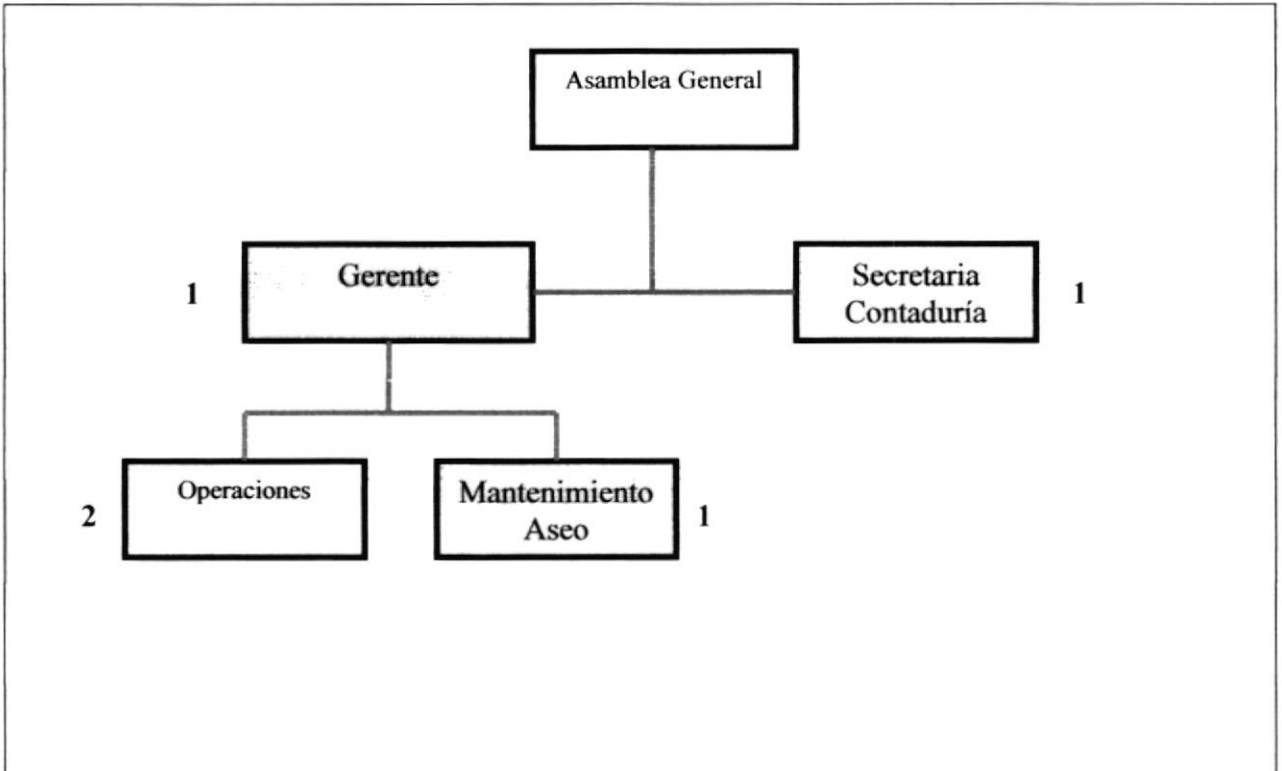 Asamblea General
1
Gerente
Secretaria
Contaduría
1
2
Operaciones
Mantenimiento
Aseo
1